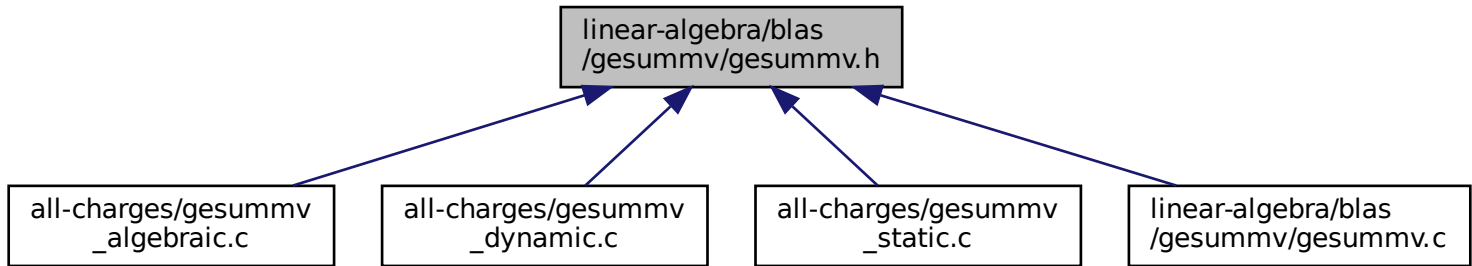 linear-algebra/blas
/gesummv/gesummv.h
all-charges/gesummv
_algebraic.c
all-charges/gesummv
_dynamic.c
all-charges/gesummv
_static.c
linear-algebra/blas
/gesummv/gesummv.c